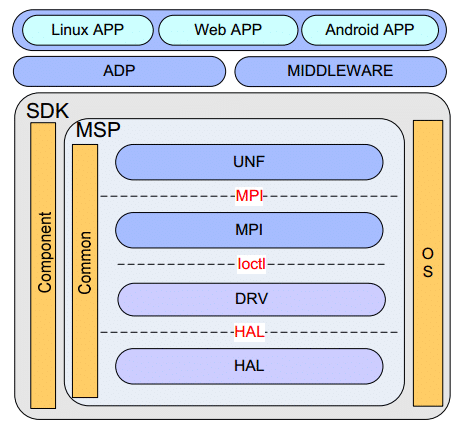 Linux APP
Web APP
Android APP
ADP
MIDDLEWARE
SDK
MSP
Component
Common
UNF
MPI
MPI
Ioctl
DRV
HAL
HAL
OS